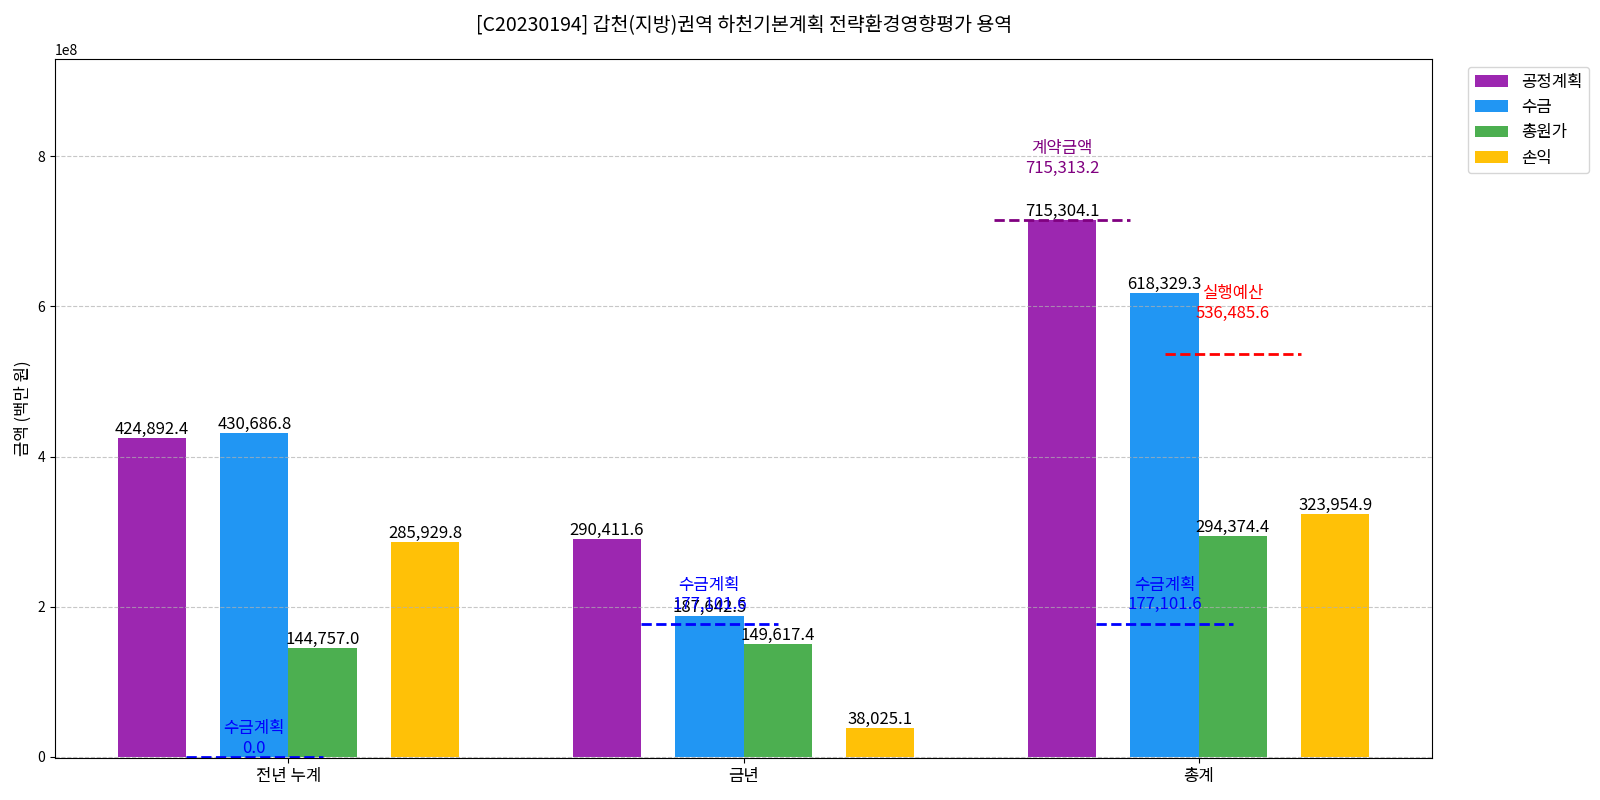 [C20230194] 갑천(지방)권역 하천기본계획 전략환경영향평가 용역
1e8
공정계획
수금
총원가
손익
금액 (백만 원)
8
6
4
2
0
계약금액
715,313.2
715,304.1
618,329.3
실행예산
536,485.6
424,892.4
430,686.8
144,757.0
285,929.8
수금계획
0.0
290,411.6
수금계획
177,101.6
187,642.5
149,617.4
38,025.1
수금계획
177,101.6
294,374.4
323,954.9
전년 누계
금년
총계